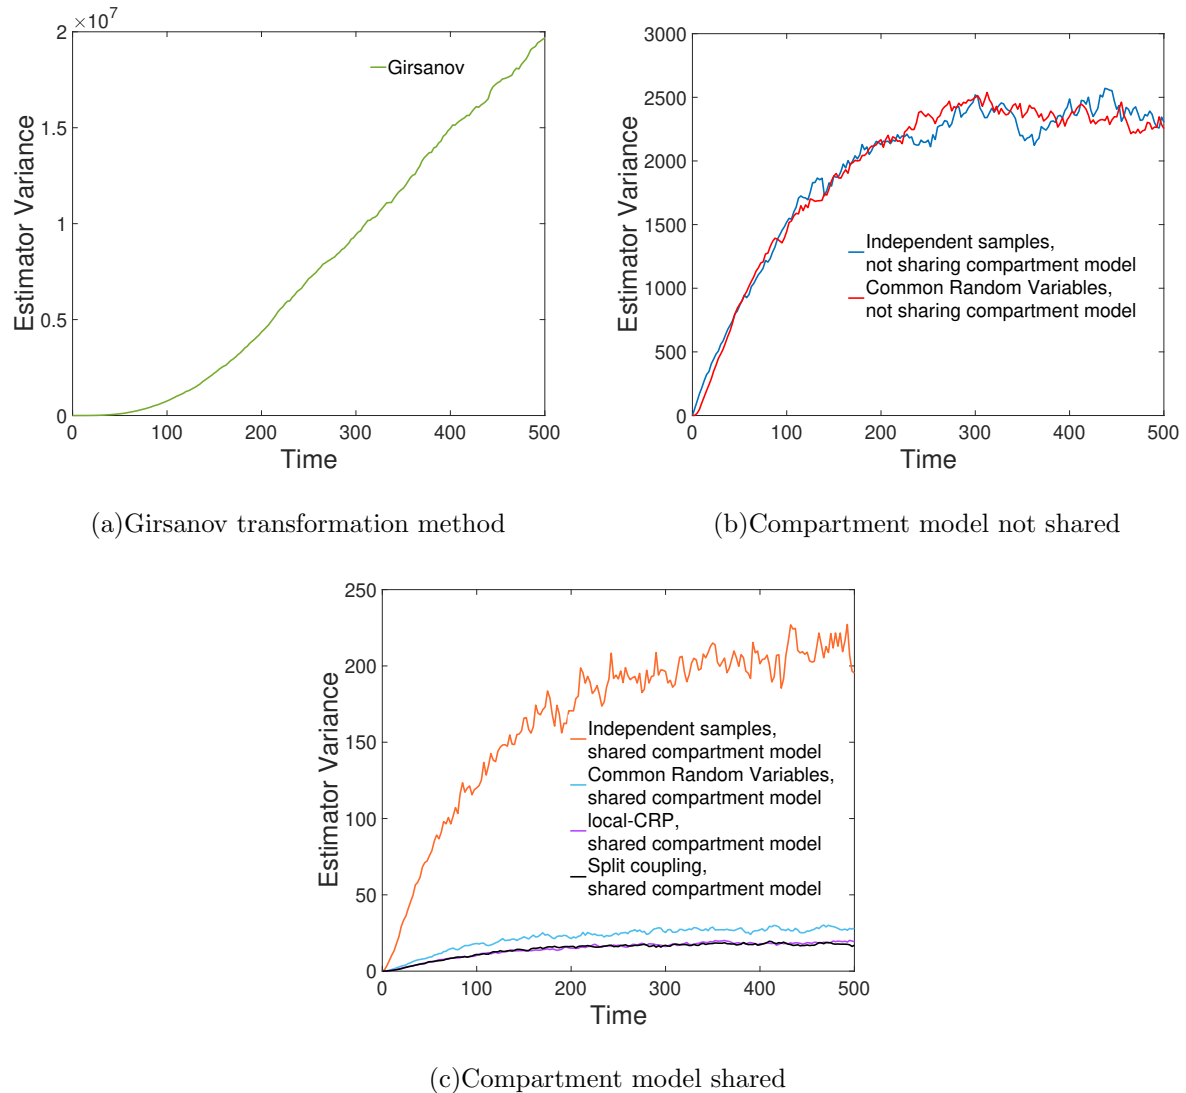 ×10^7
2
1.5
1
0.5
0
0 100 200 300 400 500
Estimator Variance
Time
Girsanov
(a)Girsanov transformation method
3000
2500
2000
1500
1000
500
0
0 100 200 300 400 500
Estimator Variance
Time
Independent samples,
not sharing compartment model
Common Random Variables,
not sharing compartment model
(b)Compartment model not shared
250
200
150
100
50
0
0 100 200 300 400 500
Estimator Variance
Time
Independent samples,
shared compartment model
Common Random Variables,
shared compartment model
local-CRP,
shared compartment model
Split coupling,
shared compartment model
(c)Compartment model shared